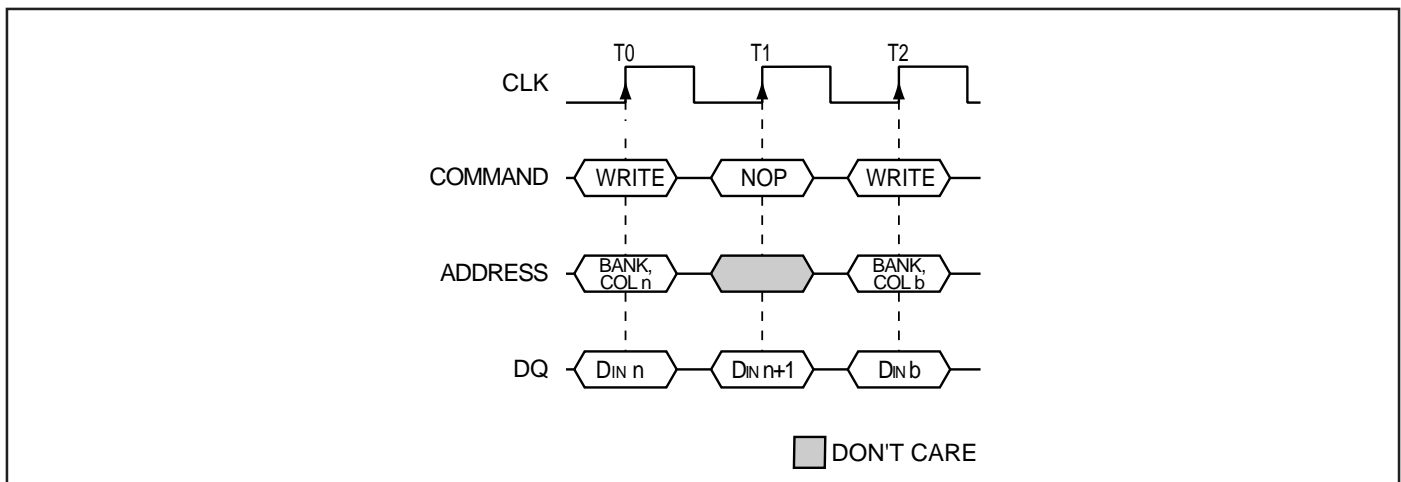 T0 T1 T2
CLK
COMMAND WRITE NOP WRITE
ADDRESS BANK, COL n BANK, COL b
DQ DIN n DIN n+1 DIN b
DON'T CARE